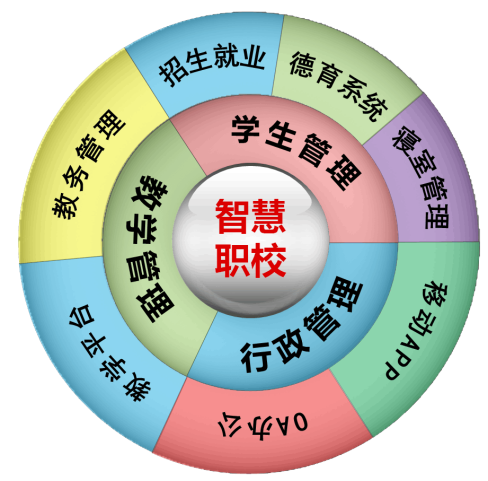 智慧
职校
学生管理
行政管理
教学管理
招生就业
德育系统
寝室管理
移动APP
OA办公
教学平台
教务管理